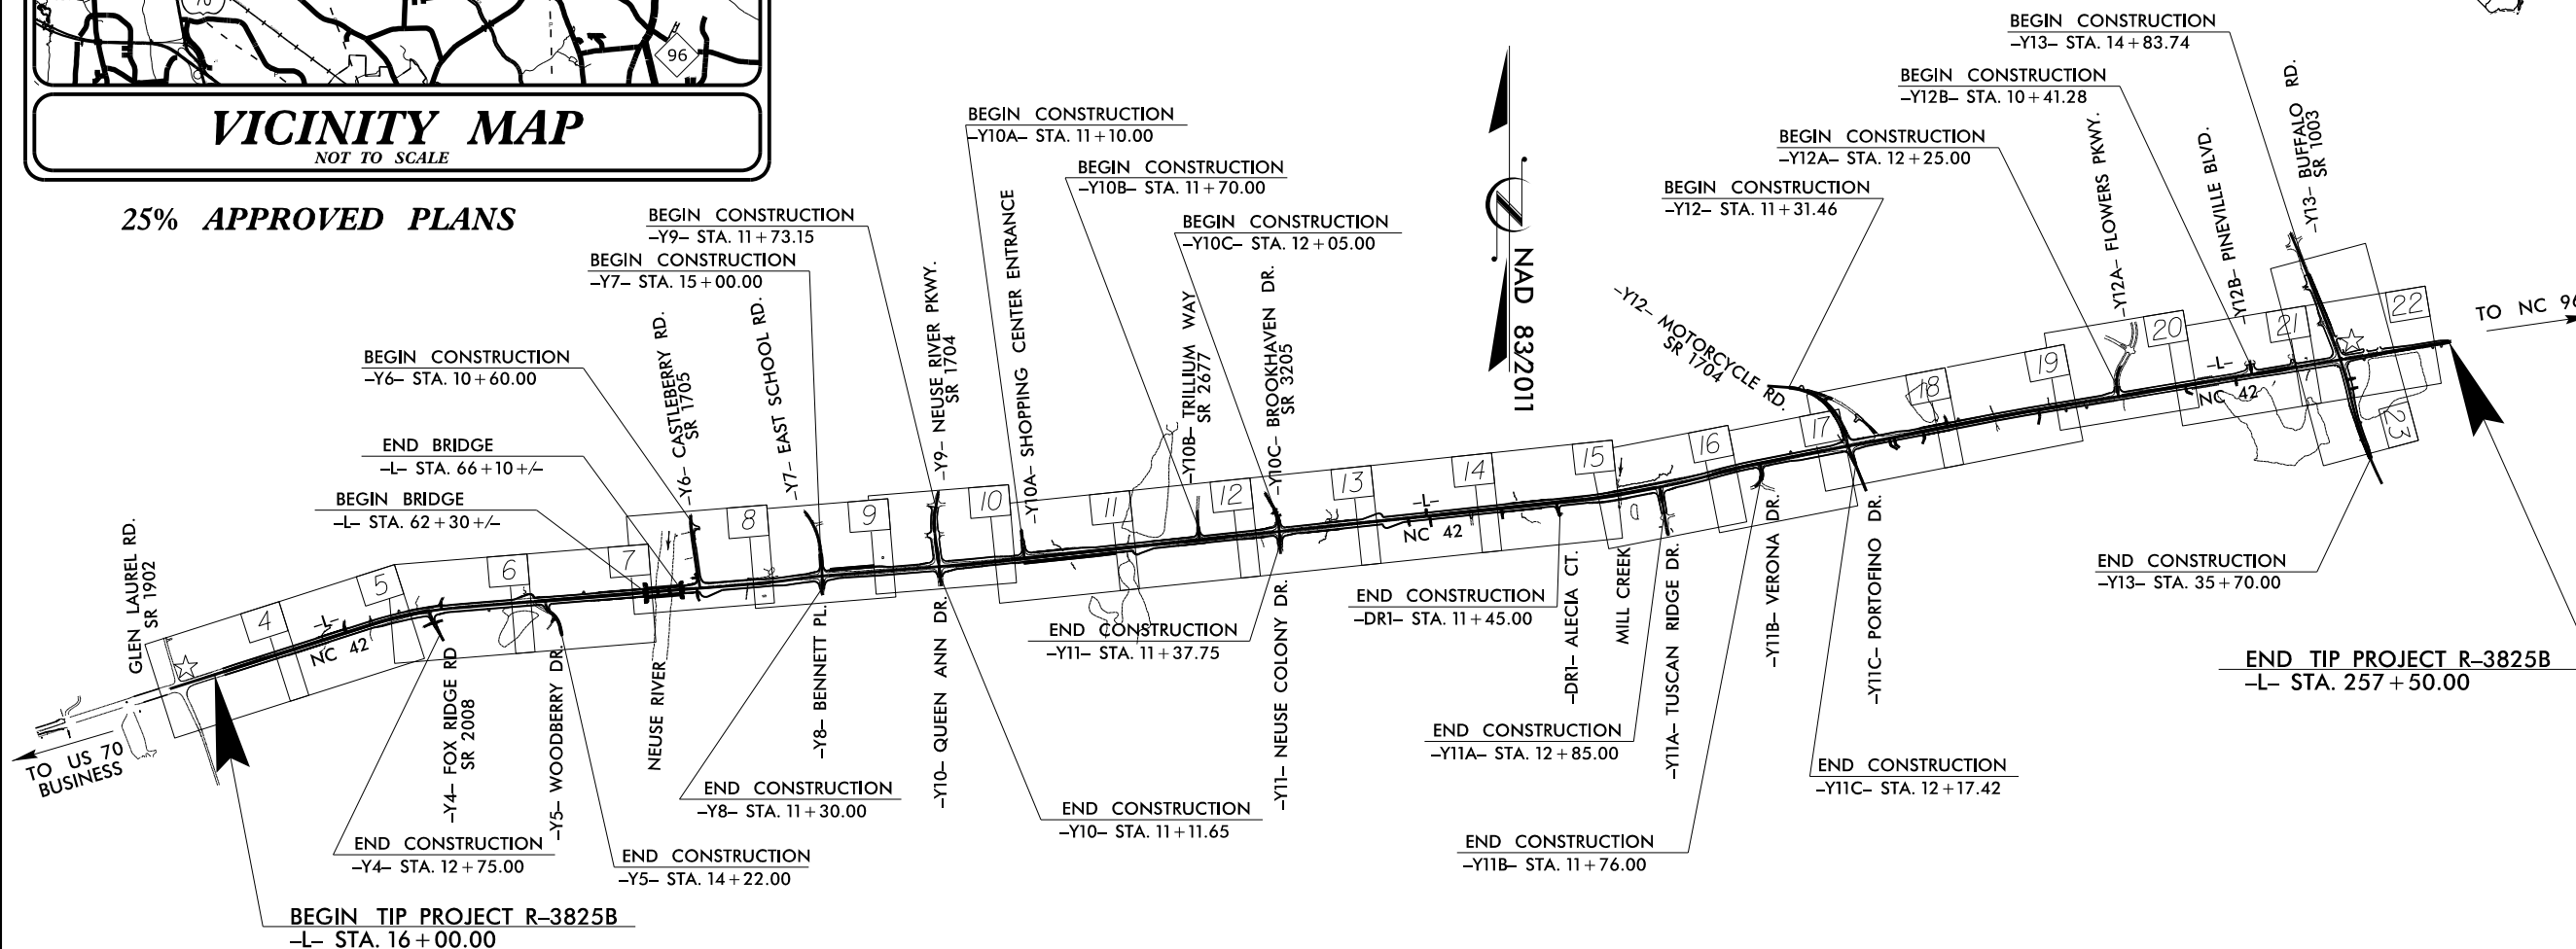 96
VICINITY MAP
NOT TO SCALE
25% APPROVED PLANS
BEGIN CONSTRUCTION
-Y6- STA. 10+60.00
END BRIDGE
-L- STA. 66+10 +/-
BEGIN BRIDGE
-L- STA. 62+30 +/-
BEGIN CONSTRUCTION
-Y7- STA. 15+00.00
BEGIN CONSTRUCTION
-Y9- STA. 11+73.15
BEGIN CONSTRUCTION
-Y10A- STA. 11+10.00
BEGIN CONSTRUCTION
-Y10B- STA. 11+70.00
BEGIN CONSTRUCTION
-Y10C- STA. 12+05.00
NAD 83/2011
BEGIN CONSTRUCTION
-Y12- STA. 11+31.46
BEGIN CONSTRUCTION
-Y12A- STA. 12+25.00
BEGIN CONSTRUCTION
-Y12B- STA. 10+41.28
BEGIN CONSTRUCTION
-Y13- STA. 14+83.74
GLEN LAUREL RD.
SR 1902
-Y6- CASTLEBERRY RD.
SR 1705
-Y7- EAST SCHOOL RD.
-Y9- NEUSE RIVER PKWY.
SR 1704
-Y10A- SHOPPING CENTER ENTRANCE
-Y10B- TRILLIUM WAY
SR 2677
-Y10C- BROOKHAVEN DR.
SR 3205
-Y12- MOTORCYCLE RD.
SR 1704
-Y12A- FLOWERS PKWY.
-Y12B- PINEVILLE BLVD.
-Y13- BUFFALO RD.
SR 1003
4
5
6
7
8
9
10
11
12
13
14
15
16
17
18
19
20
21
22
23
-L-
NC 42
-L-
NC 42
-L-
NC 42
TO NC 96
TO US 70
BUSINESS
-Y4- FOX RIDGE RD
SR 2008
-Y5- WOODBERRY DR.
NEUSE RIVER
-Y8- BENNETT PL.
-Y10- QUEEN ANN DR.
-Y11- NEUSE COLONY DR.
-DR1- ALECIA CT.
MILL CREEK
-Y11A- TUSCAN RIDGE DR.
-Y11B- VERONA DR.
-Y11C- PORTOFINO DR.
END CONSTRUCTION
-Y4- STA. 12+75.00
END CONSTRUCTION
-Y5- STA. 14+22.00
END CONSTRUCTION
-Y8- STA. 11+30.00
END CONSTRUCTION
-Y10- STA. 11+11.65
END CONSTRUCTION
-Y11- STA. 11+37.75
END CONSTRUCTION
-DR1- STA. 11+45.00
END CONSTRUCTION
-Y11A- STA. 12+85.00
END CONSTRUCTION
-Y11B- STA. 11+76.00
END CONSTRUCTION
-Y11C- STA. 12+17.42
END CONSTRUCTION
-Y13- STA. 35+70.00
BEGIN TIP PROJECT R-3825B
-L- STA. 16+00.00
END TIP PROJECT R-3825B
-L- STA. 257+50.00